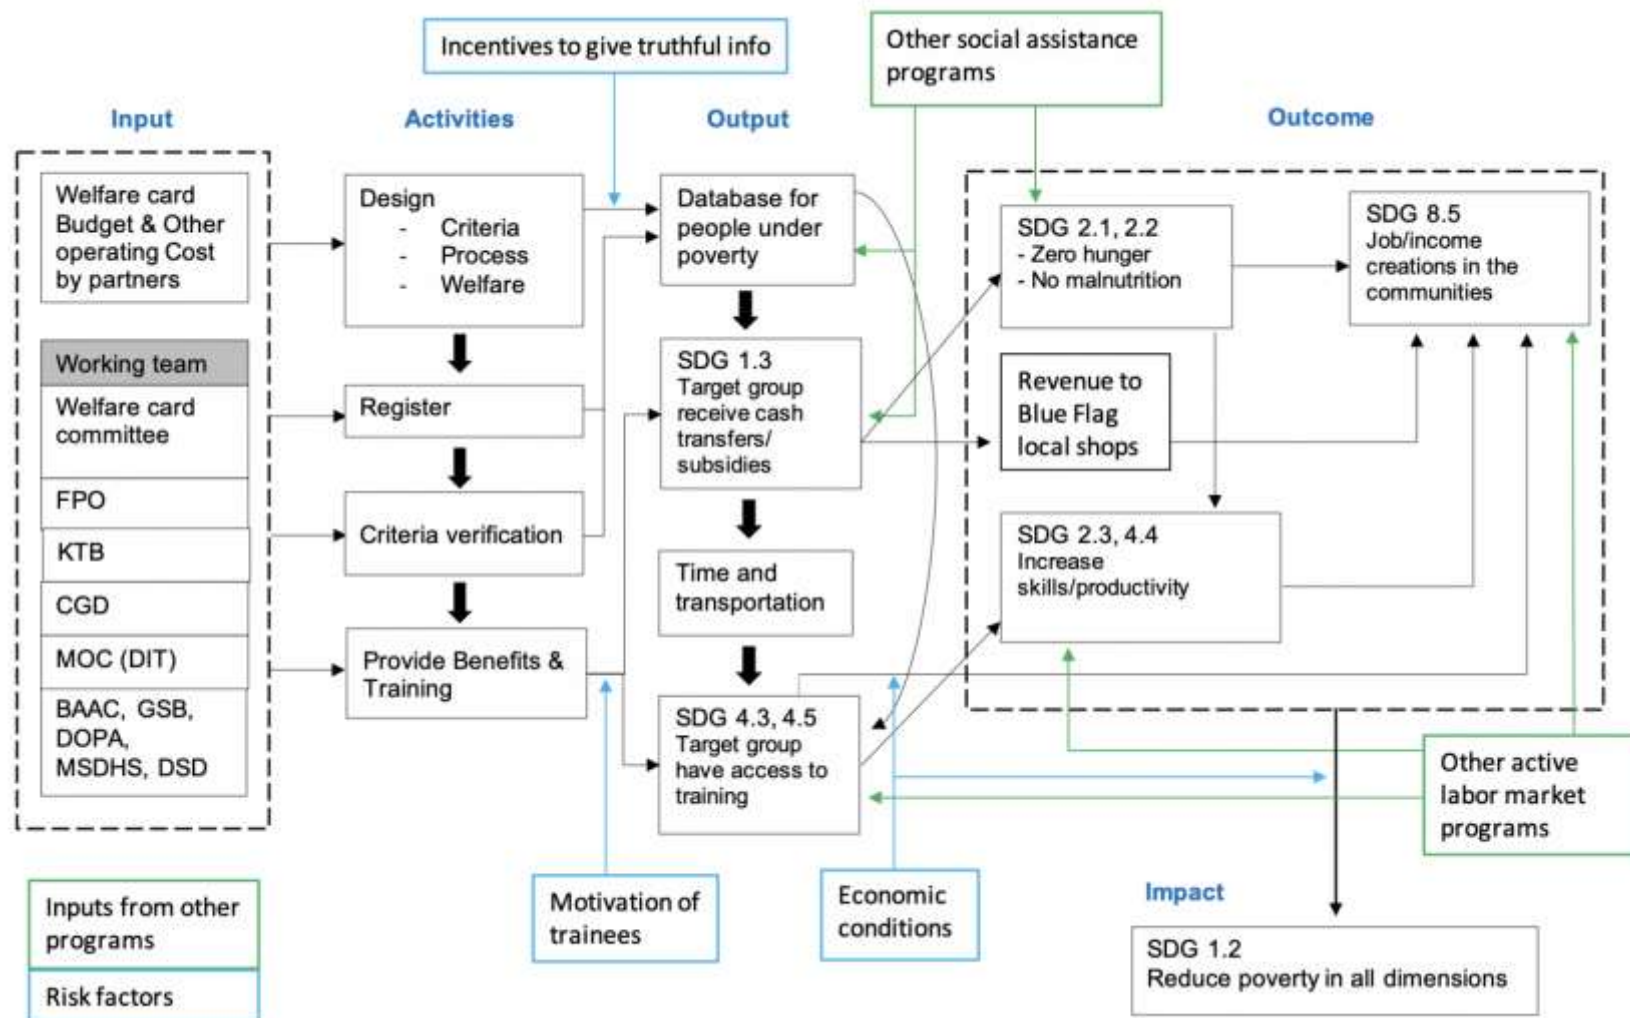 Incentives to give truthful info
Other social assistance
programs
Input
Activities
Output
Outcome
Welfare card
Budget & Other
operating Cost
by partners
Working team
Welfare card
committee
FPO
KTB
CGD
MOC (DIT)
BAAC, GSB,
DOPA,
MSDHS, DSD
Design
- Criteria
- Process
- Welfare
Register
Criteria verification
Provide Benefits &
Training
Database for
people under
poverty
SDG 1.3
Target group
receive cash
transfers/
subsidies
Time and
transportation
SDG 4.3, 4.5
Target group
have access to
training
SDG 2.1, 2.2
- Zero hunger
- No malnutrition
SDG 8.5
Job/income
creations in the
communities
Revenue to
Blue Flag
local shops
SDG 2.3, 4.4
Increase
skills/productivity
Other active
labor market
programs
Inputs from other
programs
Risk factors
Motivation of
trainees
Economic
conditions
Impact
SDG 1.2
Reduce poverty in all dimensions